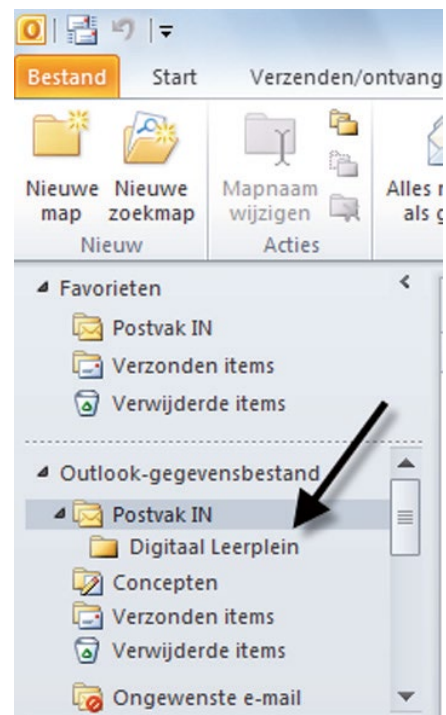 Bestand Start Verzenden/ontvang
Nieuwe map Nieuwe zoekmap Mapnaam wijzigen Alles
als
Nieuw Acties
Favorieten
Postvak IN
Verzonden items
Verwijderde items
Outlook-gegevensbestand
Postvak IN
Digitaal Leerplein
Concepten
Verzonden items
Verwijderde items
Ongewenste e-mail